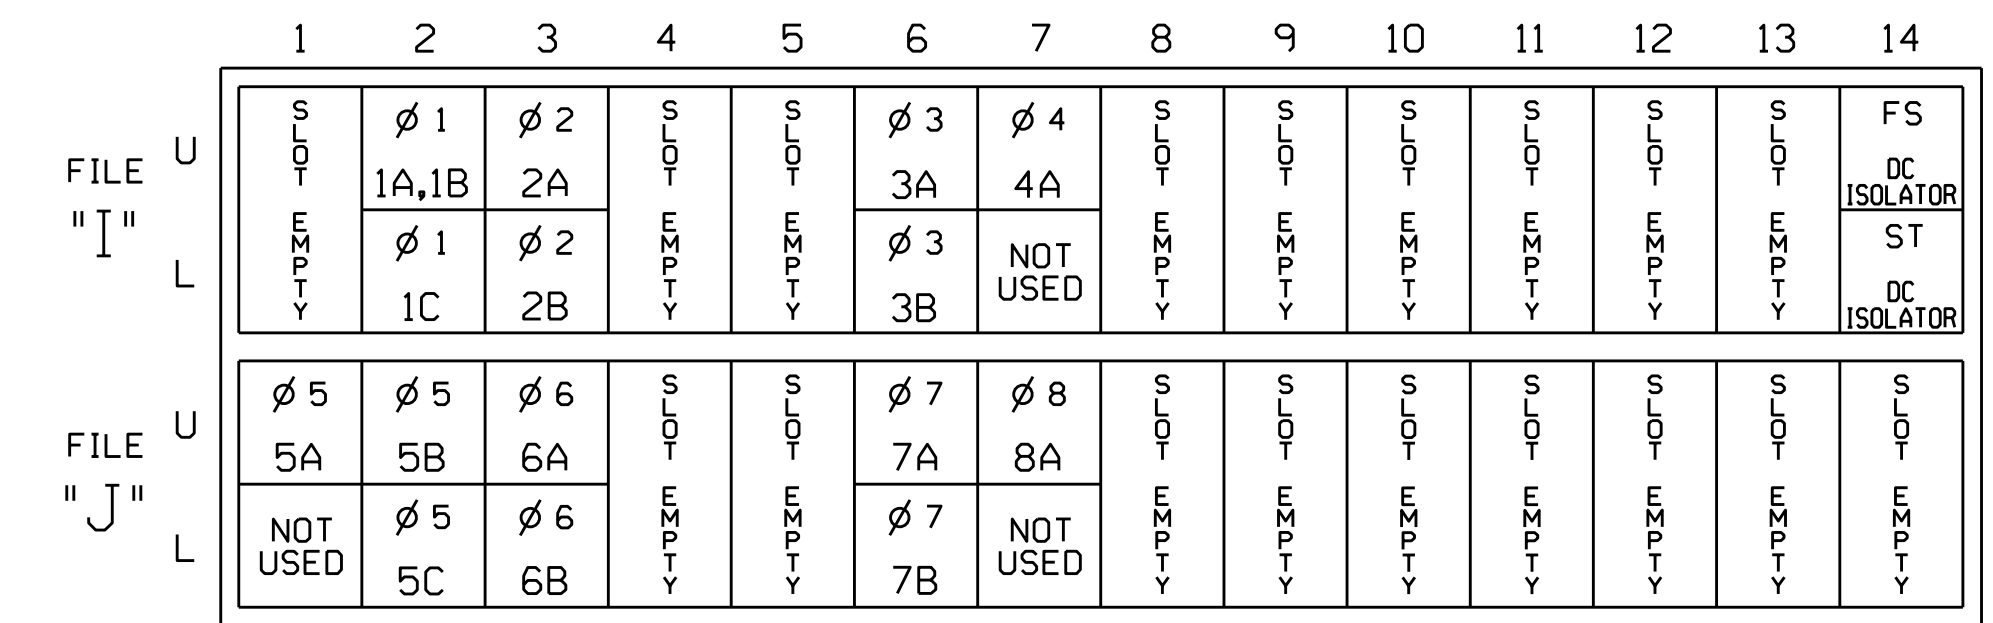 1 2 3 4 5 6 7 8 9 10 11 12 13 14
FILE "I"
U
L
SLOT EMPTY
Ø 1
1A,1B
Ø 1
1C
Ø 2
2A
Ø 2
2B
SLOT EMPTY
SLOT EMPTY
Ø 3
3A
Ø 3
3B
Ø 4
4A
NOT
USED
SLOT EMPTY
SLOT EMPTY
SLOT EMPTY
SLOT EMPTY
SLOT EMPTY
SLOT EMPTY
FS
DC
ISOLATOR
ST
DC
ISOLATOR
FILE "J"
U
L
Ø 5
5A
NOT
USED
Ø 5
5B
Ø 5
5C
Ø 6
6A
Ø 6
6B
SLOT EMPTY
SLOT EMPTY
Ø 7
7A
Ø 7
7B
Ø 8
8A
NOT
USED
SLOT EMPTY
SLOT EMPTY
SLOT EMPTY
SLOT EMPTY
SLOT EMPTY
SLOT EMPTY
SLOT EMPTY